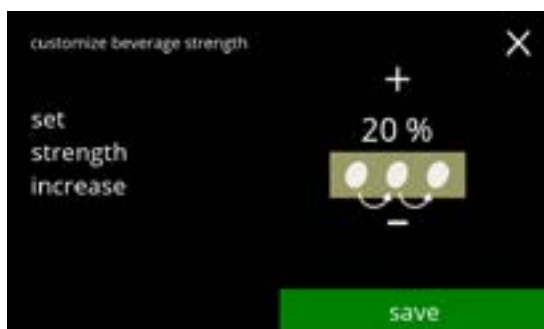 customize beverage strength
X
+
set
strength
increase
20 %
−
save